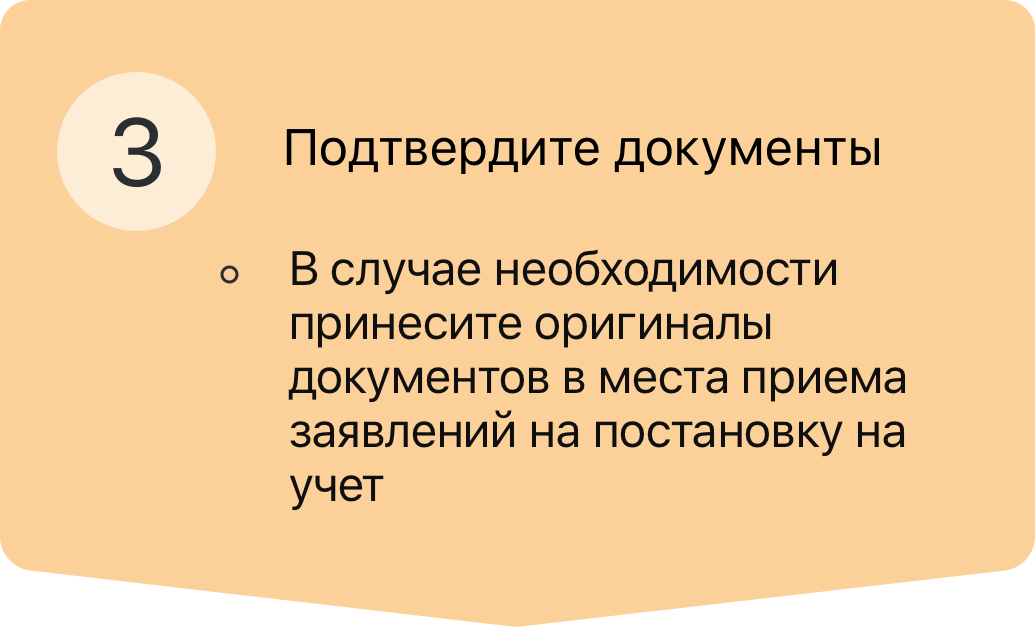 3
Подтвердите документы
В случае необходимости
принесите оригиналы
документов в места приема
заявлений на постановку на
учет